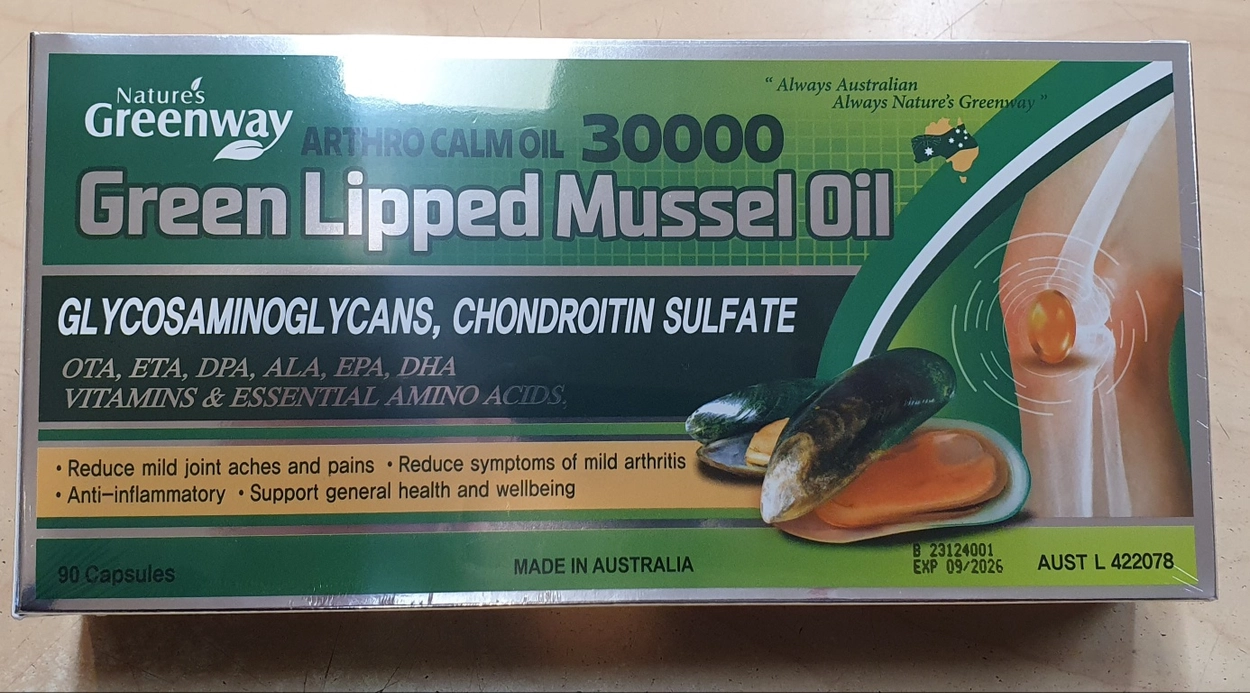 Nature's
Greenway
" Always Australian
Always Nature's Greenway "
ARTHRO CALM OIL 30000
Green Lipped Mussel Oil
GLYCOSAMINOGLYCANS, CHONDROITIN SULFATE
OTA, ETA, DPA, ALA, EPA, DHA
VITAMINS & ESSENTIAL AMINO ACIDS.
• Reduce mild joint aches and pains • Reduce symptoms of mild arthritis
• Anti-inflammatory • Support general health and wellbeing
90 Capsules
MADE IN AUSTRALIA
B 23124001
EXP 09/2026
AUST L 422078